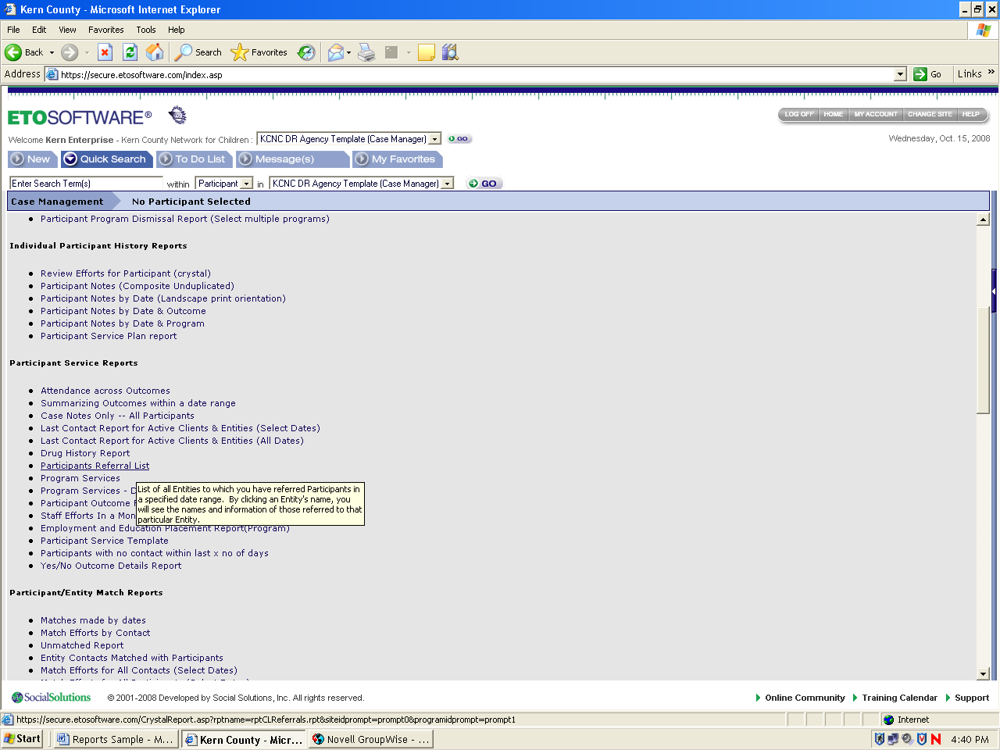 Kern County - Microsoft Internet Explorer
File Edit View Favorites Tools Help
Back Search Favorites
Address https://secure.etosoftware.com/index.asp Go Links »
ETOSOFTWARE®
LOG OFF HOME MY ACCOUNT CHANGE SITE HELP
Welcome Kern Enterprise - Kern County Network for Children : KCNC DR Agency Template (Case Manager) GO
Wednesday, Oct. 15, 2008
New Quick Search To Do List Message(s) My Favorites
Enter Search Term(s) within Participant in KCNC DR Agency Template (Case Manager) GO
Case Management No Participant Selected
Participant Program Dismissal Report (Select multiple programs)
Individual Participant History Reports
Review Efforts for Participant (crystal)
Participant Notes (Composite Unduplicated)
Participant Notes by Date (Landscape print orientation)
Participant Notes by Date & Outcome
Participant Notes by Date & Program
Participant Service Plan report
Participant Service Reports
Attendance across Outcomes
Summarizing Outcomes within a date range
Case Notes Only -- All Participants
Last Contact Report for Active Clients & Entities (Select Dates)
Last Contact Report for Active Clients & Entities (All Dates)
Drug History Report
Participants Referral List
Program Services
Program Services - D
Participant Outcome
Staff Efforts In a Mon
List of all Entities to which you have referred Participants in
a specified date range. By clicking an Entity's name, you
will see the names and information of those referred to that
particular Entity.
Employment and Education Placement Report(Program)
Participant Service Template
Participants with no contact within last x no of days
Yes/No Outcome Details Report
Participant/Entity Match Reports
Matches made by dates
Match Efforts by Contact
Unmatched Report
Entity Contacts Matched with Participants
Match Efforts for All Contacts (Select Dates)
SocialSolutions © 2001-2008 Developed by Social Solutions, Inc. All rights reserved. Online Community Training Calendar Support
https://secure.etosoftware.com/CrystalReport.asp?rptname=rptCLReferrals.rpt&siteidprompt=prompt0&programidprompt=prompt1 Internet
Start Reports Sample - M... Kern County - Micr... Novell GroupWise - ... 4:40 PM